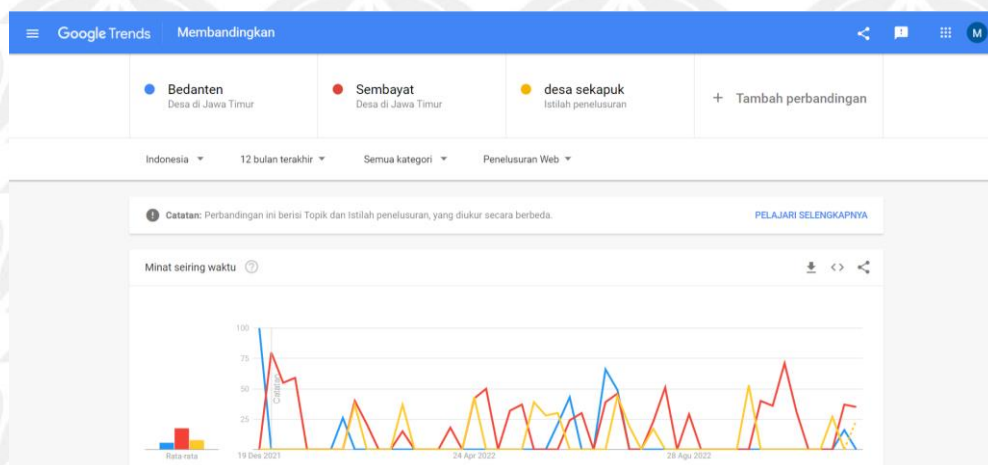 Google Trends Membandingkan
M
Bedanten
Desa di Jawa Timur
Sembayat
Desa di Jawa Timur
desa sekapuk
Istilah penelusuran
+ Tambah perbandingan
Indonesia
12 bulan terakhir
Semua kategori
Penelusuran Web
Catatan: Perbandingan ini berisi Topik dan Istilah penelusuran, yang diukur secara berbeda.
PELAJARI SELENGKAPNYA
Minat seiring waktu
100
75
50
25
Catatan
Rata-rata
19 Des 2021
24 Apr 2022
28 Agu 2022